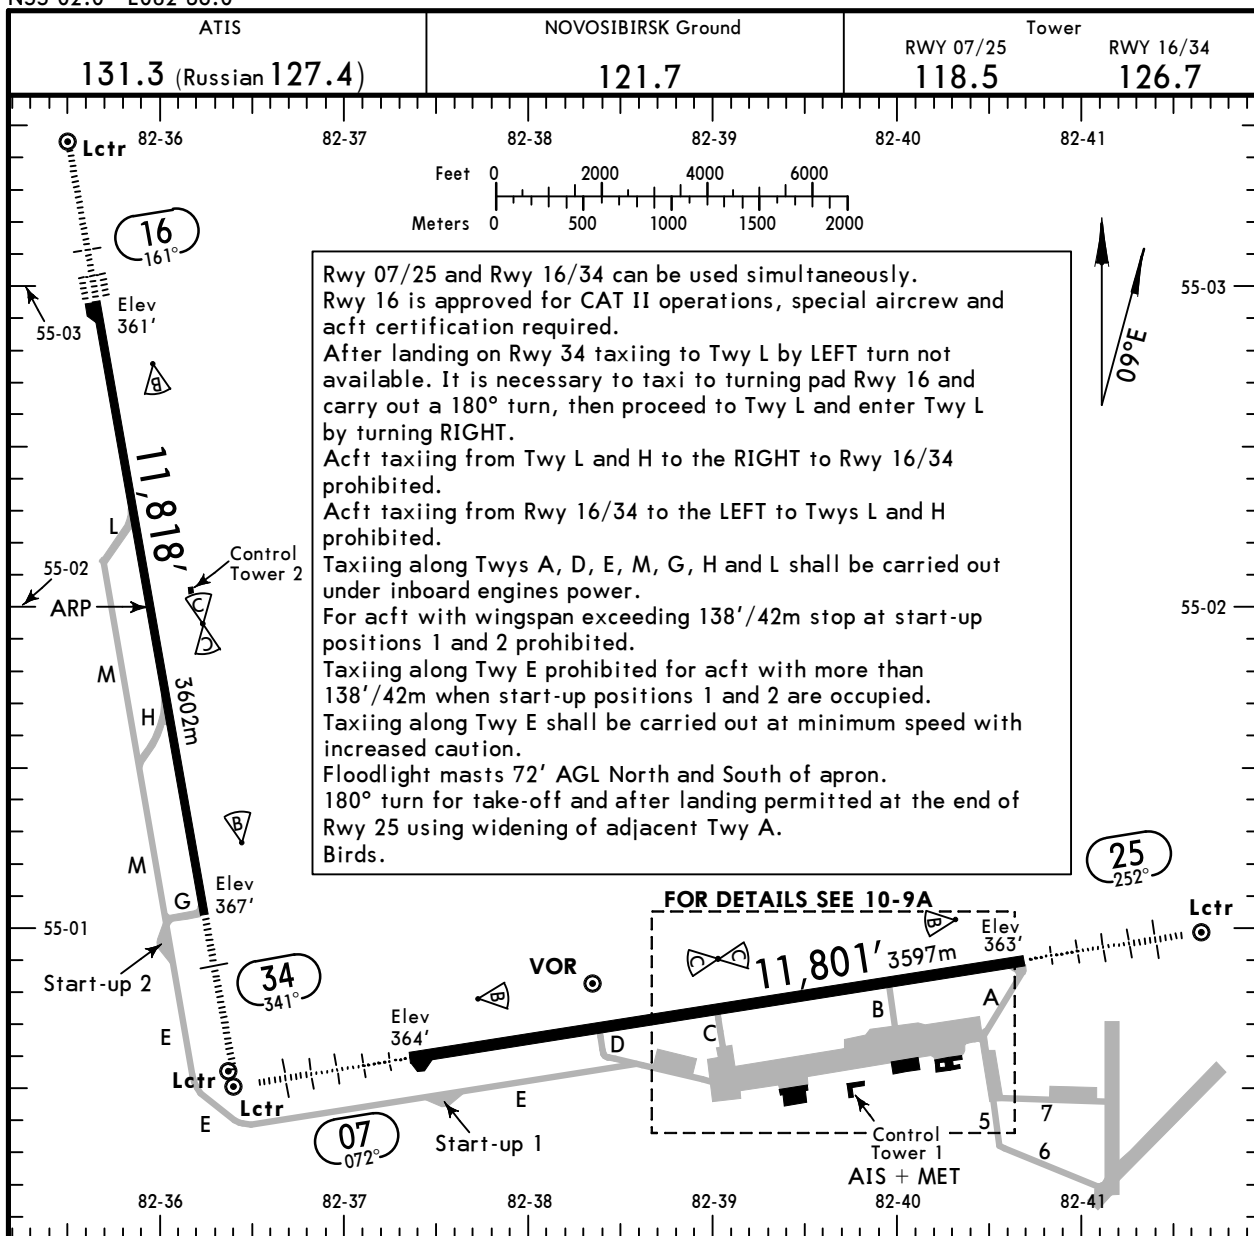 ATIS
131.3 (Russian 127.4)
NOVOSIBIRSK Ground
121.7
Tower
RWY 07/25
118.5
RWY 16/34
126.7
82-36
82-37
82-38
82-39
82-40
82-41
Lctr
Feet 0 2000 4000 6000
Meters 0 500 1000 1500 2000
16
161°
Elev
361'
55-03
55-03
09°E
Rwy 07/25 and Rwy 16/34 can be used simultaneously.
Rwy 16 is approved for CAT II operations, special aircrew and
acft certification required.
After landing on Rwy 34 taxiing to Twy L by LEFT turn not
available. It is necessary to taxi to turning pad Rwy 16 and
carry out a 180° turn, then proceed to Twy L and enter Twy L
by turning RIGHT.
Acft taxiing from Twy L and H to the RIGHT to Rwy 16/34
prohibited.
Acft taxiing from Rwy 16/34 to the LEFT to Twys L and H
prohibited.
Taxiing along Twys A, D, E, M, G, H and L shall be carried out
under inboard engines power.
For acft with wingspan exceeding 138'/42m stop at start-up
positions 1 and 2 prohibited.
Taxiing along Twy E prohibited for acft with more than
138'/42m when start-up positions 1 and 2 are occupied.
Taxiing along Twy E shall be carried out at minimum speed with
increased caution.
Floodlight masts 72' AGL North and South of apron.
180° turn for take-off and after landing permitted at the end of
Rwy 25 using widening of adjacent Twy A.
Birds.
B
11,818'
L
Control
Tower 2
55-02
55-02
ARP
C
C
M
H
3602m
B
M
G
Elev
367'
55-01
Start-up 2
34
341°
E
Lctr
Lctr
E
07
072°
Elev
364'
B
VOR
E
Start-up 1
FOR DETAILS SEE 10-9A
C
C
11,801'
3597m
B
Elev
363'
25
252°
Lctr
D
C
B
A
Control
Tower 1
AIS + MET
5
7
6
82-36
82-37
82-38
82-39
82-40
82-41